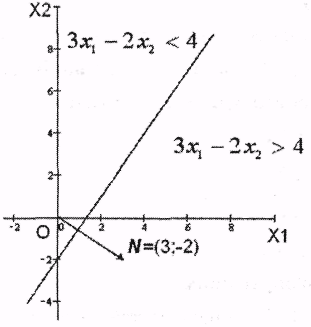 X2
3x₁ − 2x₂ < 4
8
6
4
3x₁ − 2x₂ > 4
2
-2 O 2 4 6 8
X1
N=(3;-2)
-2
-4